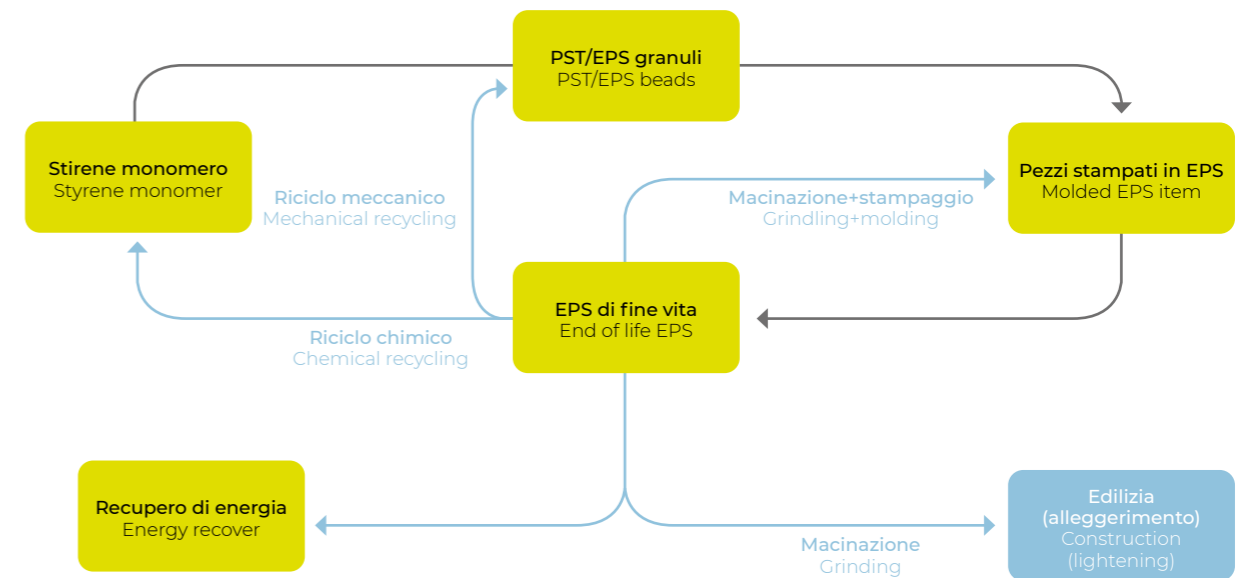 PST/EPS granuli
PST/EPS beads
Stirene monomero
Styrene monomer
Pezzi stampati in EPS
Molded EPS item
Riciclo meccanico
Mechanical recycling
Macinazione+stampaggio
Grindling+molding
EPS di fine vita
End of life EPS
Riciclo chimico
Chemical recycling
Recupero di energia
Energy recover
Macinazione
Grinding
Edilizia
(alleggerimento)
Construction
(lightening)